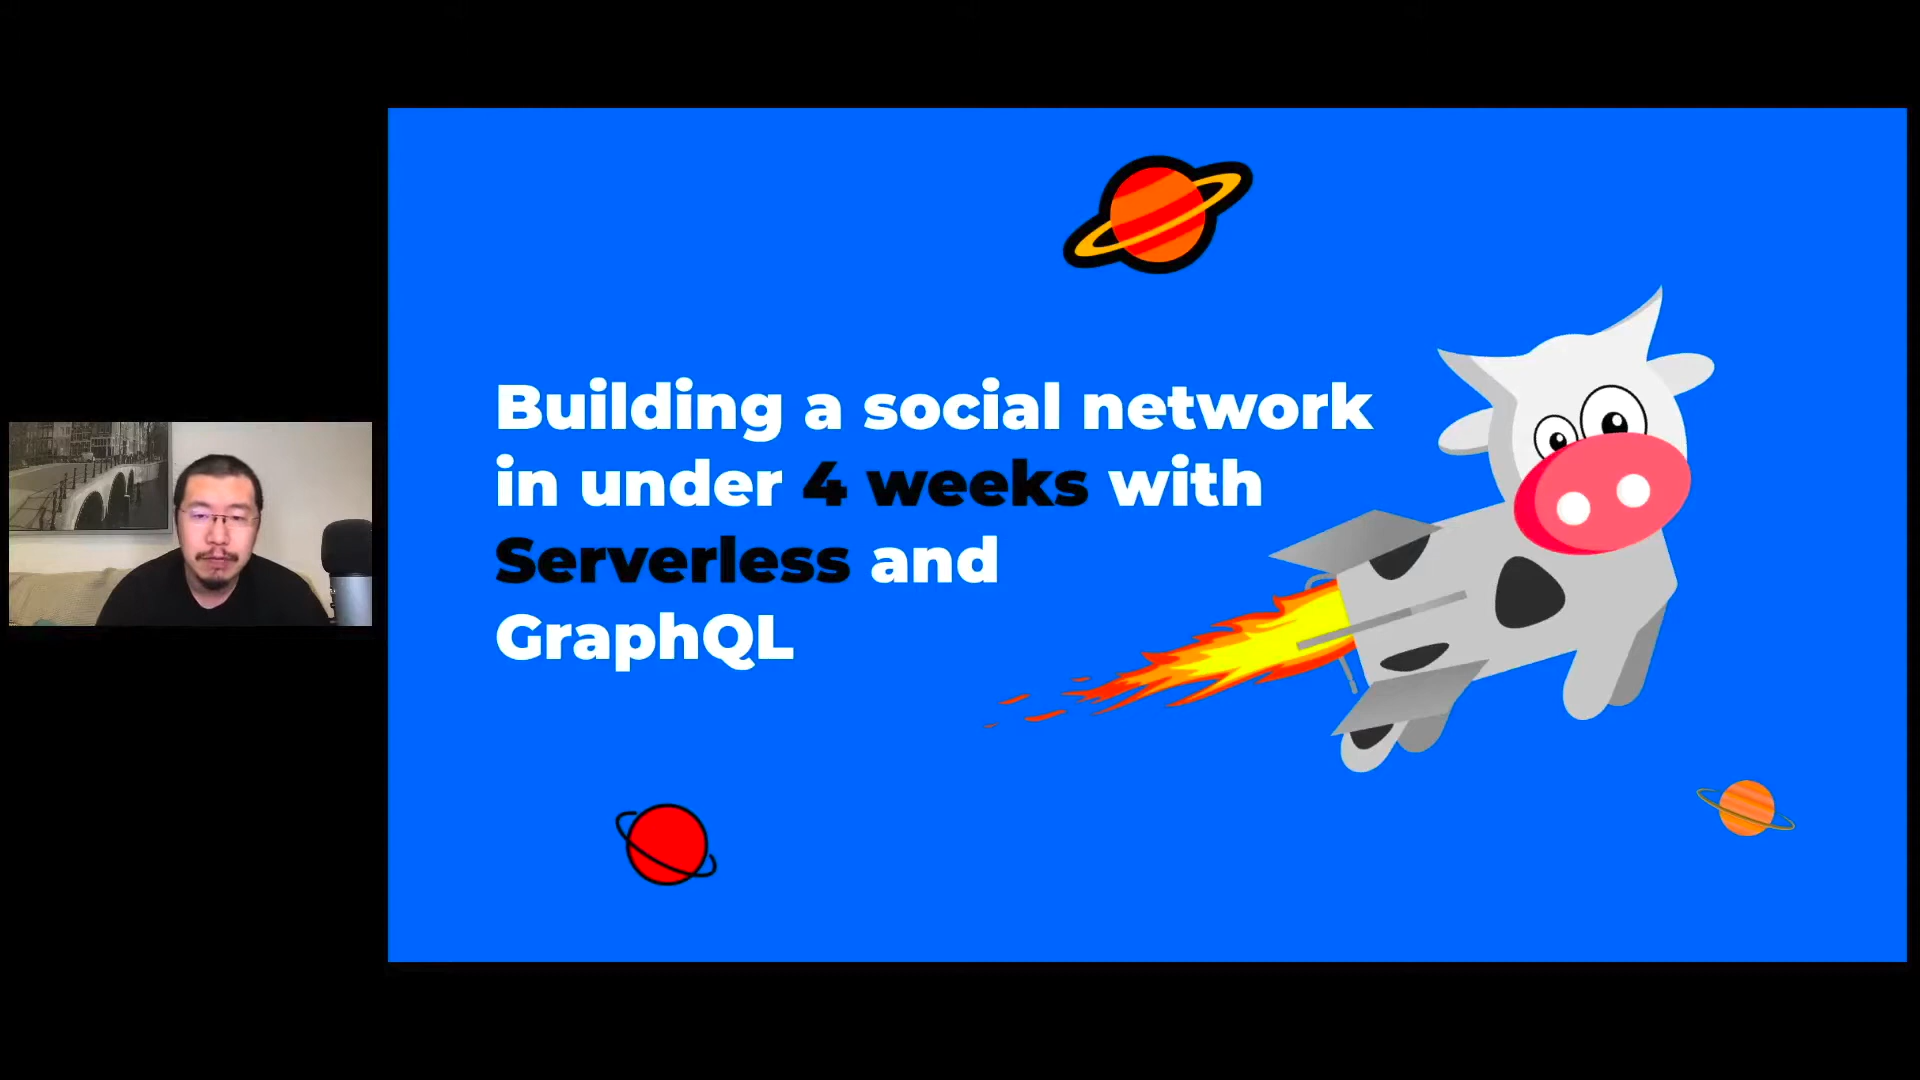 Building a social network
in under 4 weeks with
Serverless and
GraphQL